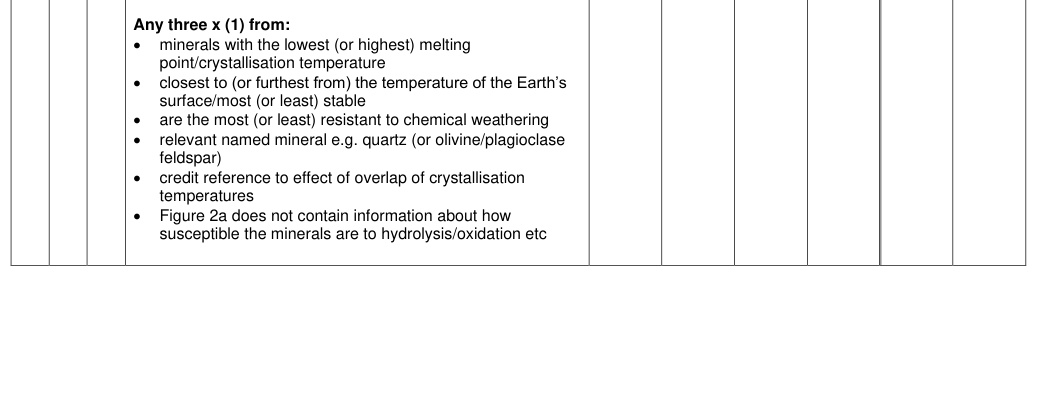 Any three x (1) from:
• minerals with the lowest (or highest) melting
point/crystallisation temperature
• closest to (or furthest from) the temperature of the Earth's
surface/most (or least) stable
• are the most (or least) resistant to chemical weathering
• relevant named mineral e.g. quartz (or olivine/plagioclase
feldspar)
• credit reference to effect of overlap of crystallisation
temperatures
• Figure 2a does not contain information about how
susceptible the minerals are to hydrolysis/oxidation etc